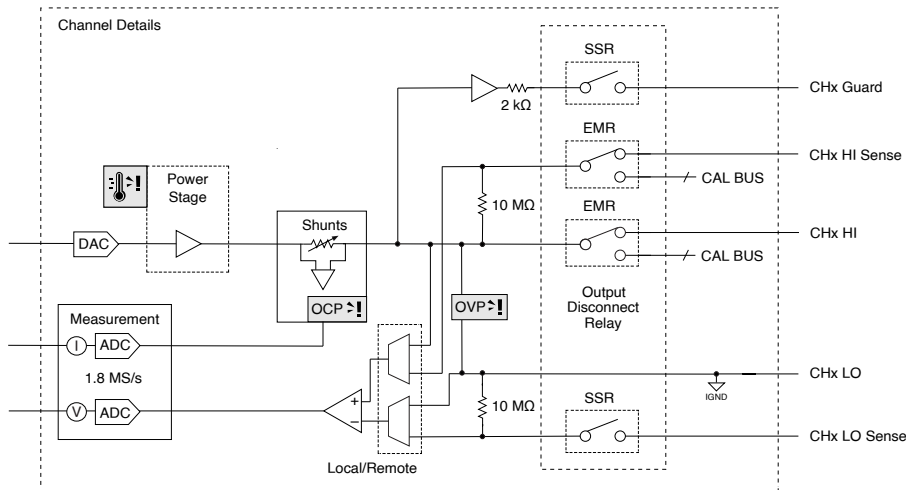 Channel Details
SSR
2 kΩ
CHx Guard
EMR
CHx HI Sense
CAL BUS
10 MΩ
EMR
CHx HI
CAL BUS
Power
Stage
DAC
Shunts
OCP !
OVP !
Output
Disconnect
Relay
Measurement
I ADC
1.8 MS/s
V ADC
+
−
Local/Remote
CHx LO
IGND
10 MΩ
SSR
CHx LO Sense
!